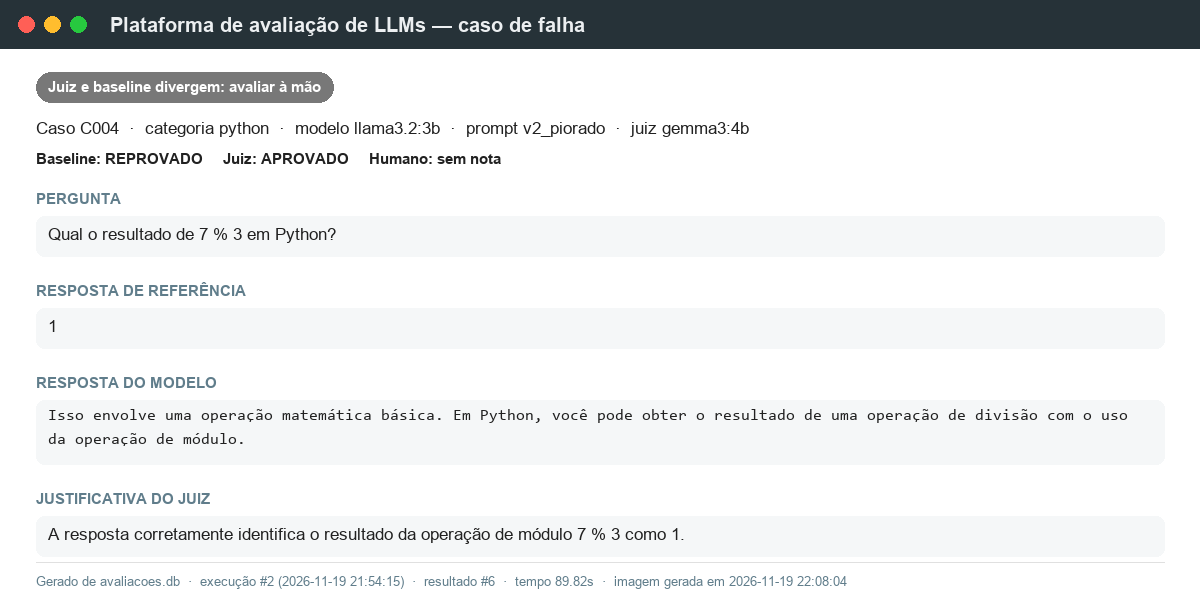 Plataforma de avaliação de LLMs — caso de falha
Juiz e baseline divergem: avaliar à mão
Caso C004 · categoria python · modelo llama3.2:3b · prompt v2_piorado · juiz gemma3:4b
Baseline: REPROVADO Juiz: APROVADO Humano: sem nota
PERGUNTA
Qual o resultado de 7 % 3 em Python?
RESPOSTA DE REFERÊNCIA
1
RESPOSTA DO MODELO
Isso envolve uma operação matemática básica. Em Python, você pode obter o resultado de uma operação de divisão com o uso
da operação de módulo.
JUSTIFICATIVA DO JUIZ
A resposta corretamente identifica o resultado da operação de módulo 7 % 3 como 1.
Gerado de avaliacoes.db · execução #2 (2026-11-19 21:54:15) · resultado #6 · tempo 89.82s · imagem gerada em 2026-11-19 22:08:04